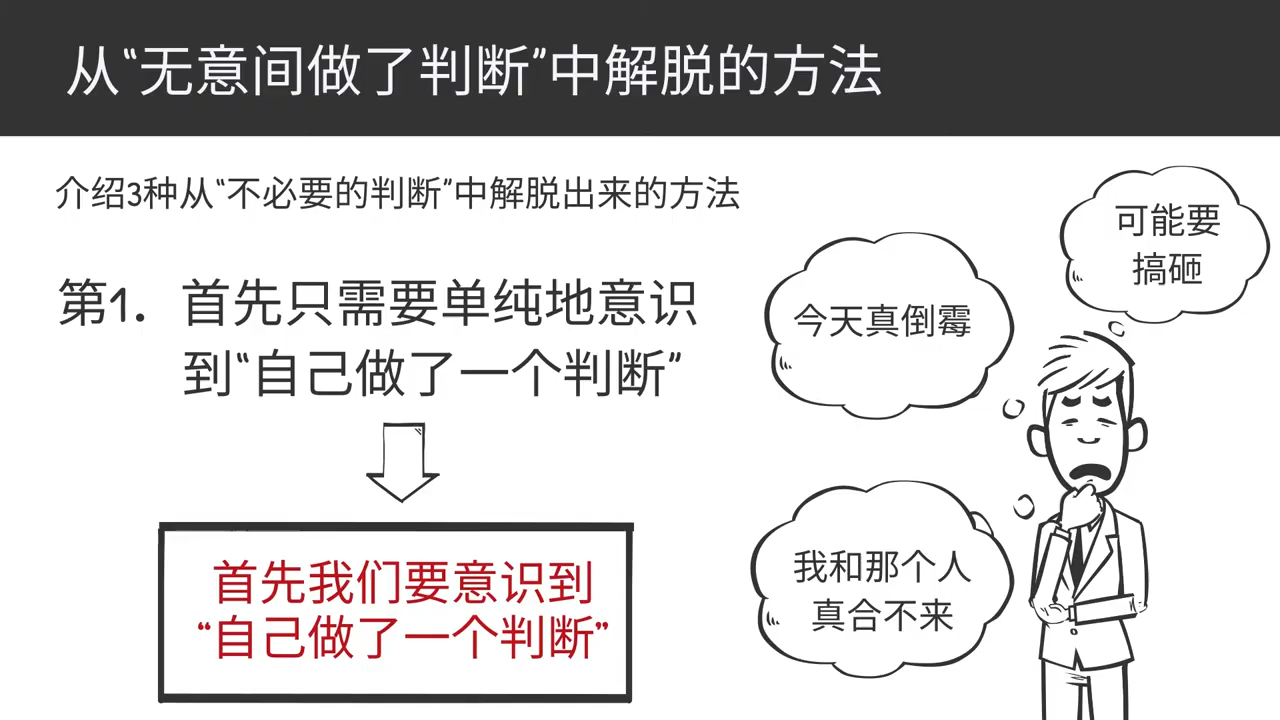 从“无意间做了判断”中解脱的方法
介绍3种从“不必要的判断”中解脱出来的方法
第1. 首先只需要单纯地意识
到“自己做了一个判断”
首先我们要意识到
“自己做了一个判断”
可能要
搞砸
今天真倒霉
我和那个人
真合不来